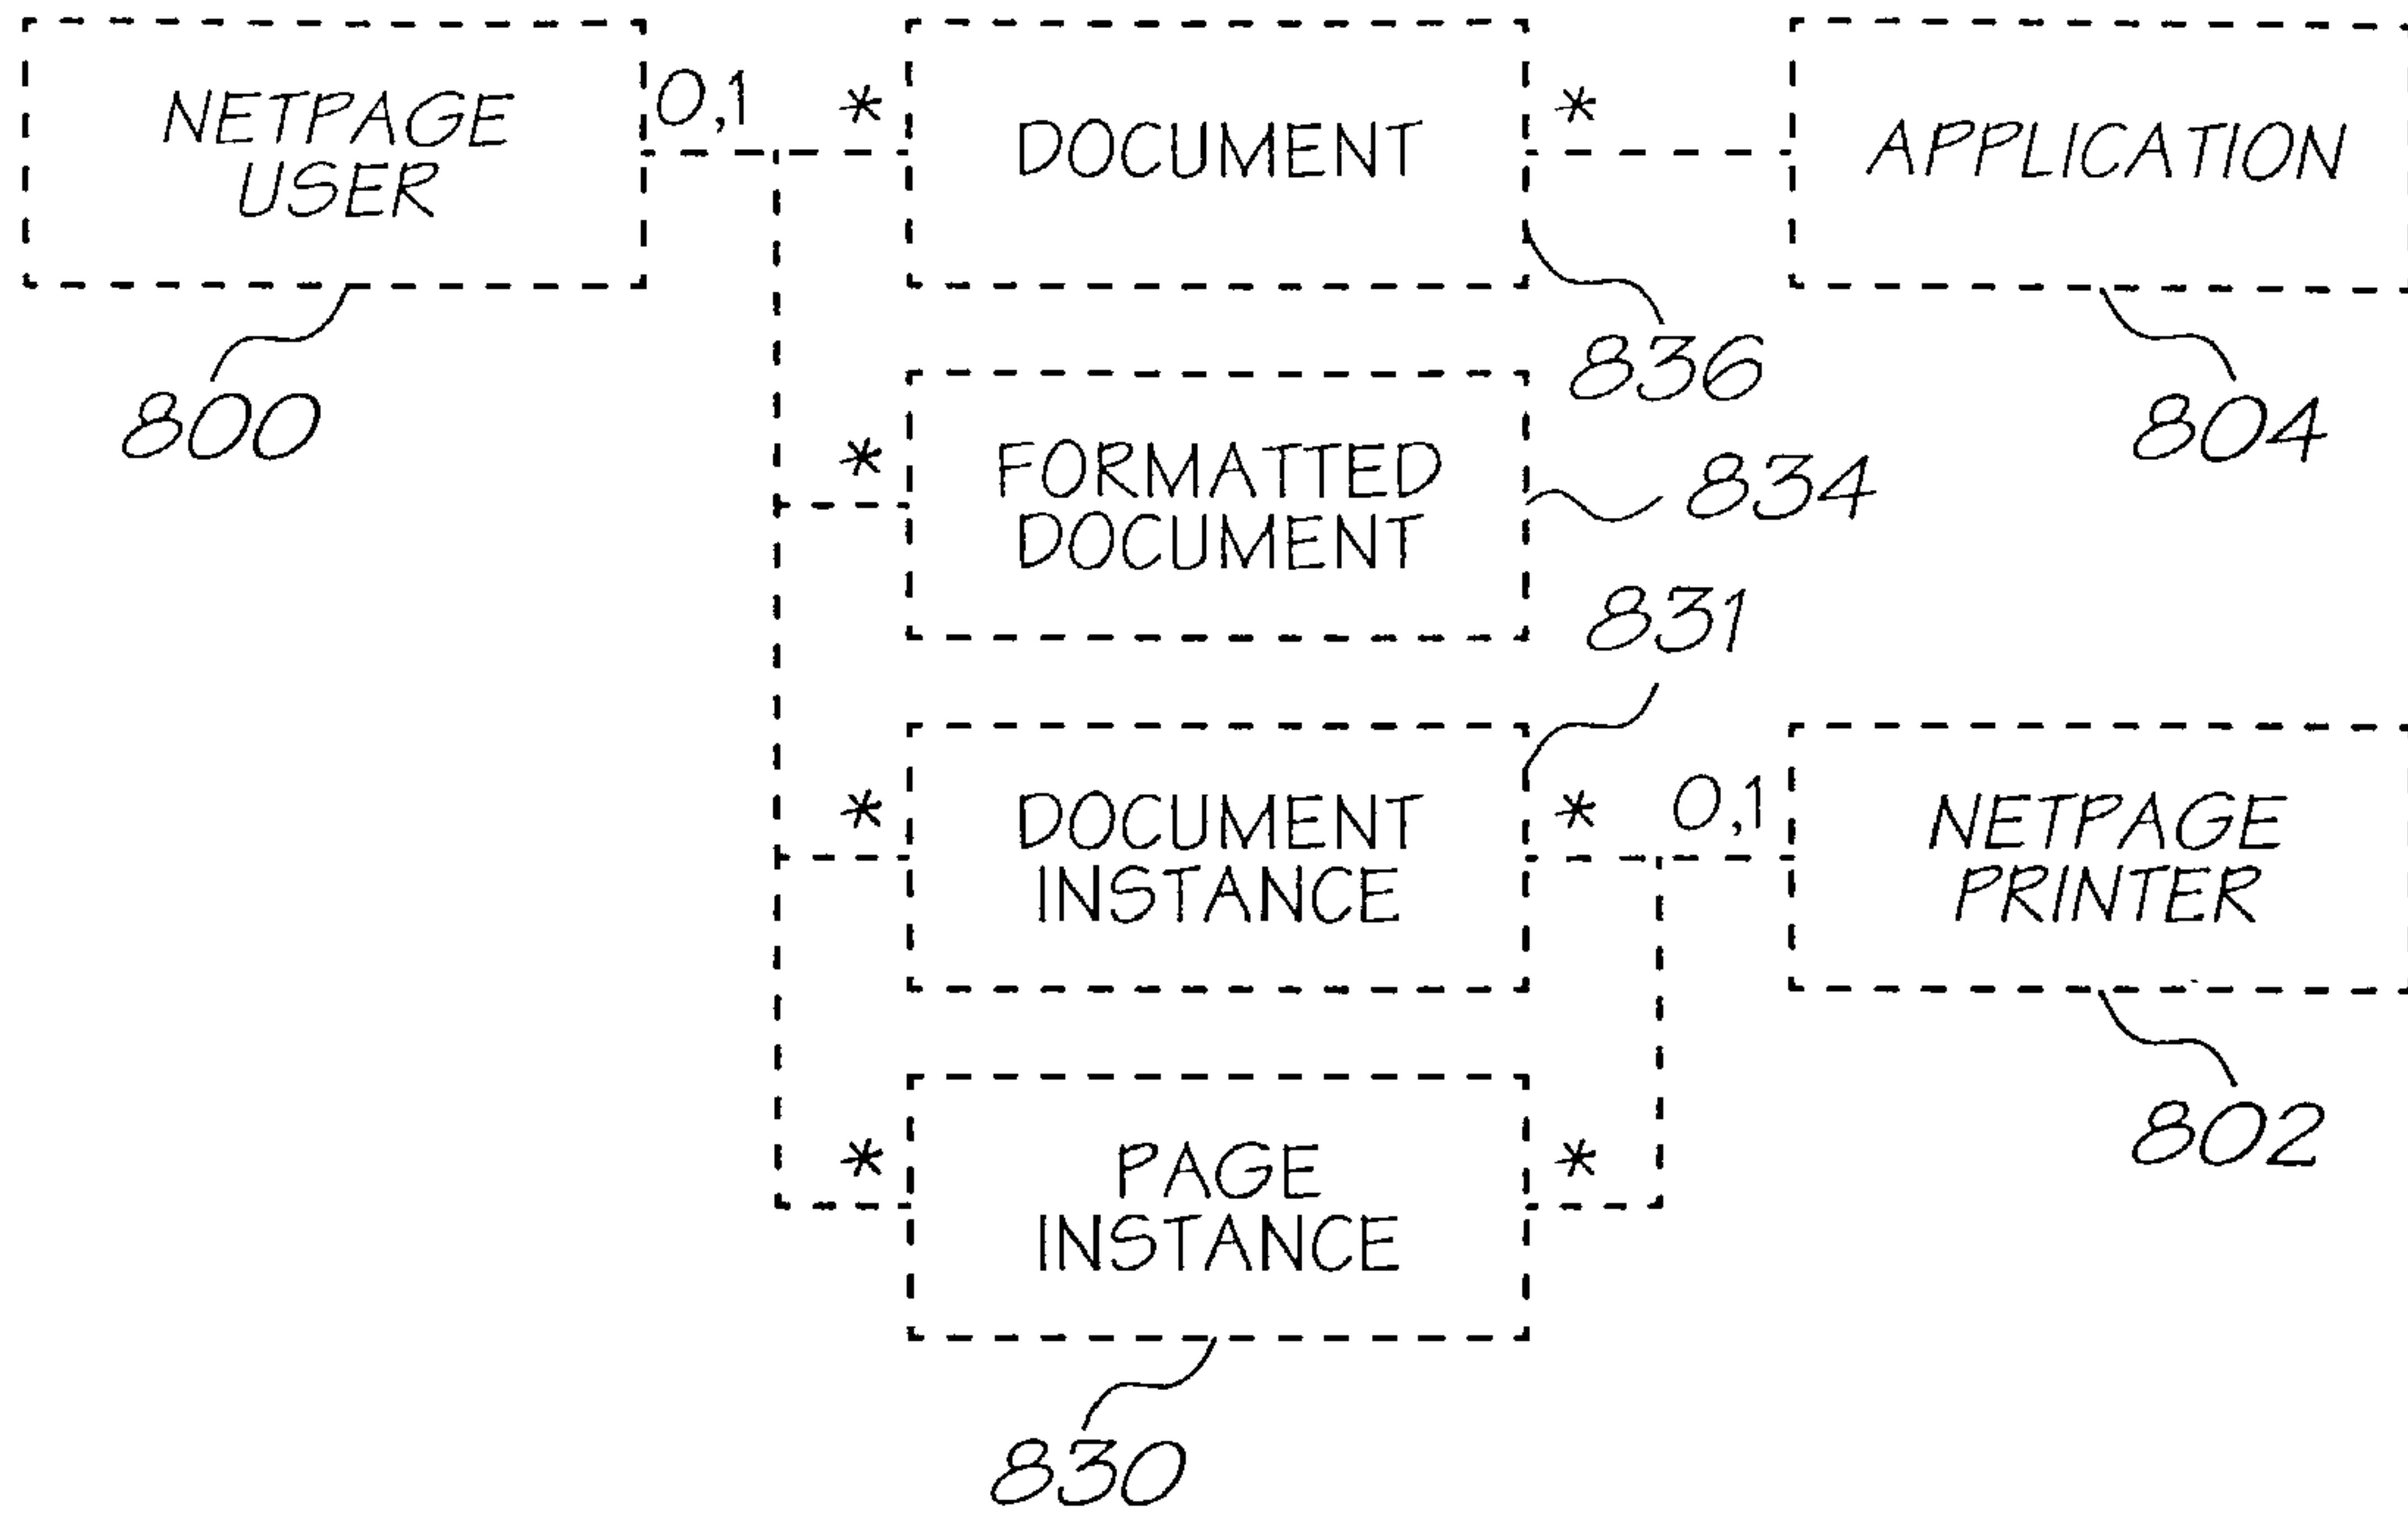 NETPAGE
USER
0,1
*
DOCUMENT
*
APPLICATION
800
836
804
*
FORMATTED
DOCUMENT
834
831
*
DOCUMENT
INSTANCE
*
0,1
NETPAGE
PRINTER
802
*
PAGE
INSTANCE
*
830